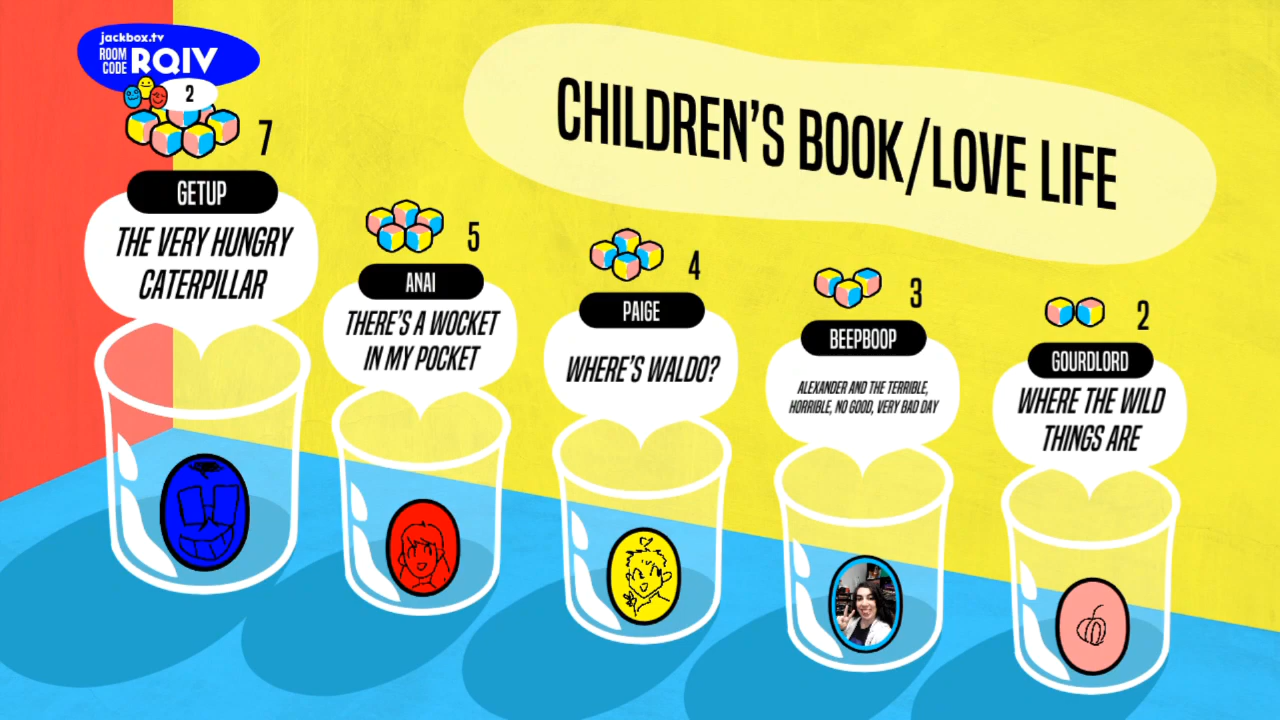 jackbox.tv
ROOM
CODE RQIV
2
CHILDREN'S BOOK/LOVE LIFE
7
GETUP
THE VERY HUNGRY
CATERPILLAR
5
ANAI
THERE'S A WOCKET
IN MY POCKET
4
PAIGE
WHERE'S WALDO?
3
BEEPBOOP
ALEXANDER AND THE TERRIBLE,
HORRIBLE, NO GOOD, VERY BAD DAY
2
GOURDLORD
WHERE THE WILD
THINGS ARE